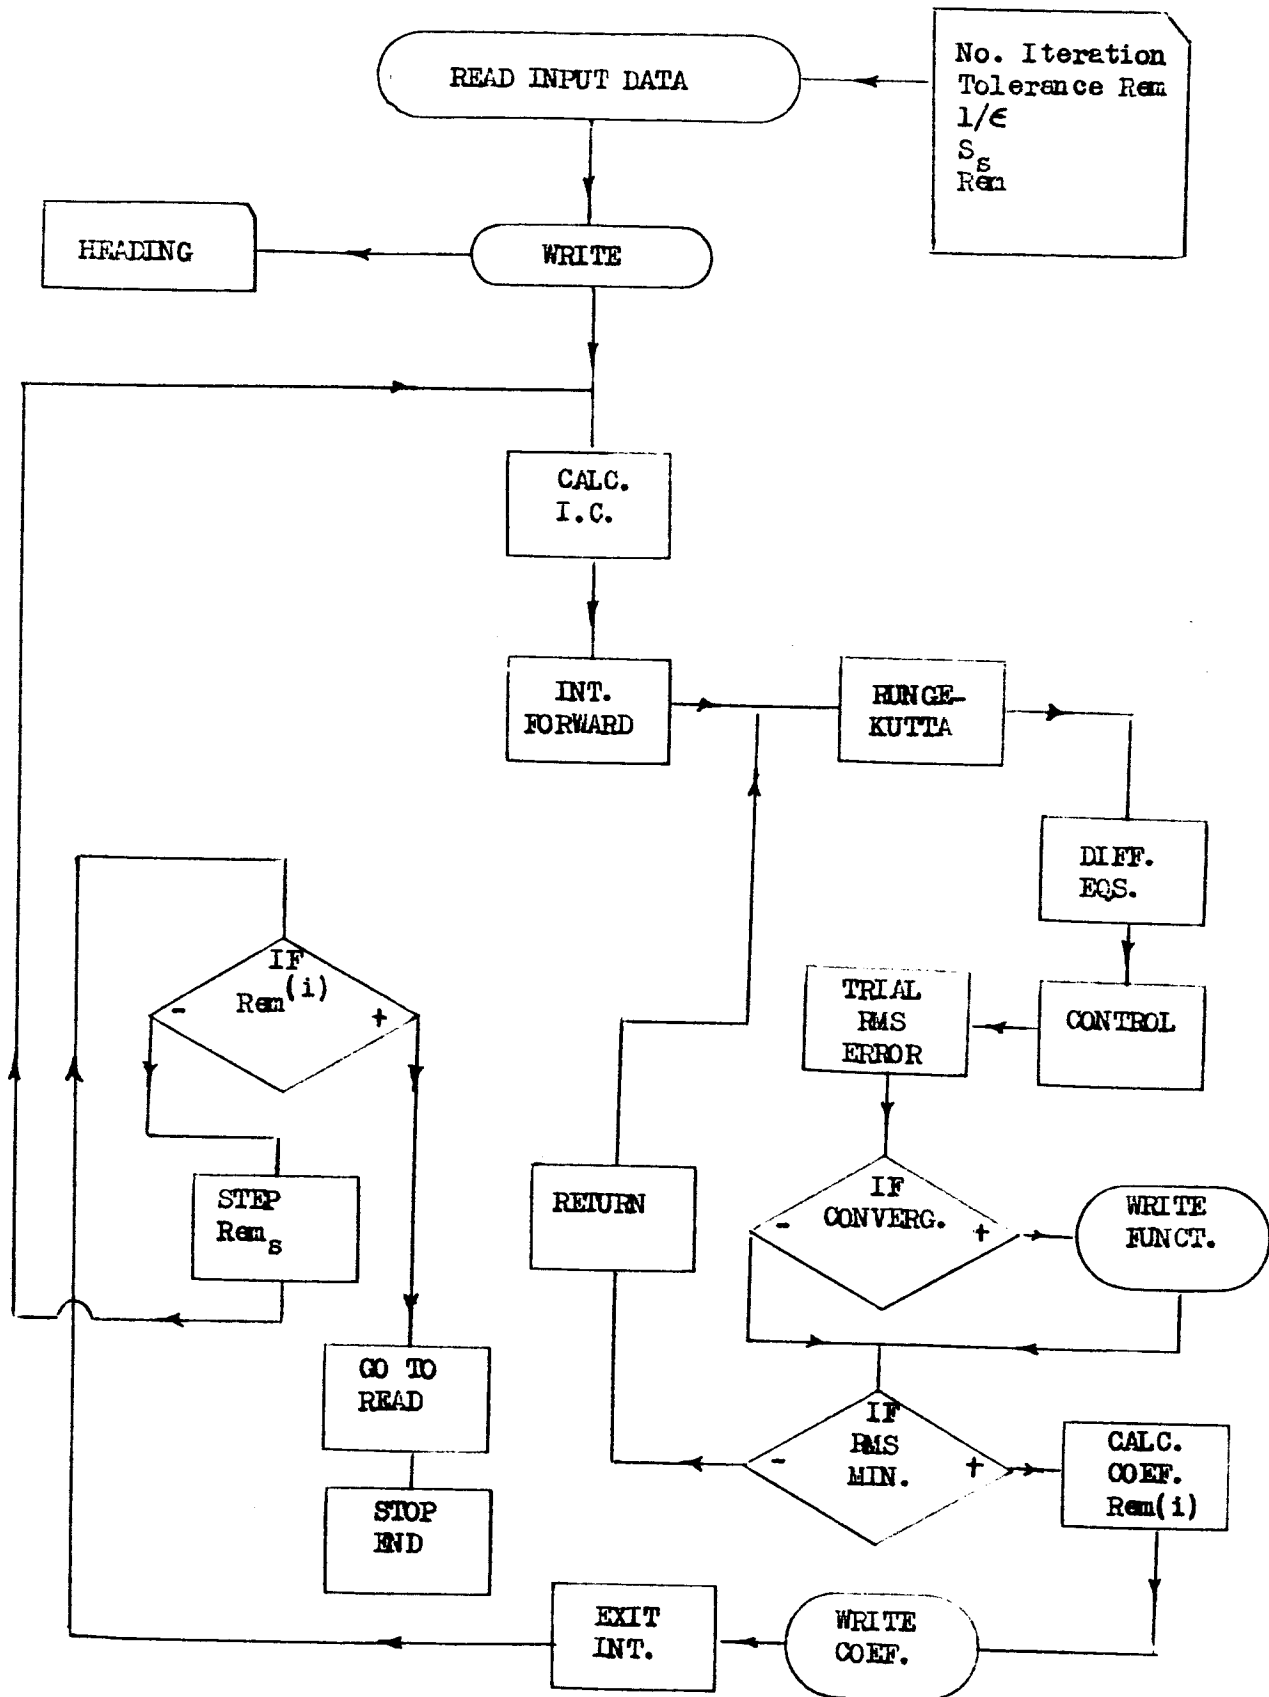 READ INPUT DATA
No. Iteration
Tolerance Rem
1/ϵ
S_s
Rem
HEADING
WRITE
CALC.
I.C.
INT.
FORWARD
RUNGE-
KUTTA
DIFF.
EQS.
IF
Rem^(i)
-
+
TRIAL
RMS
ERROR
CONTROL
STEP
Rem_s
RETURN
IF
CONVERG.
-
+
WRITE
FUNCT.
GO TO
READ
IF
RMS
MIN.
-
+
CALC.
COEF.
Rem(i)
STOP
END
EXIT
INT.
WRITE
COEF.